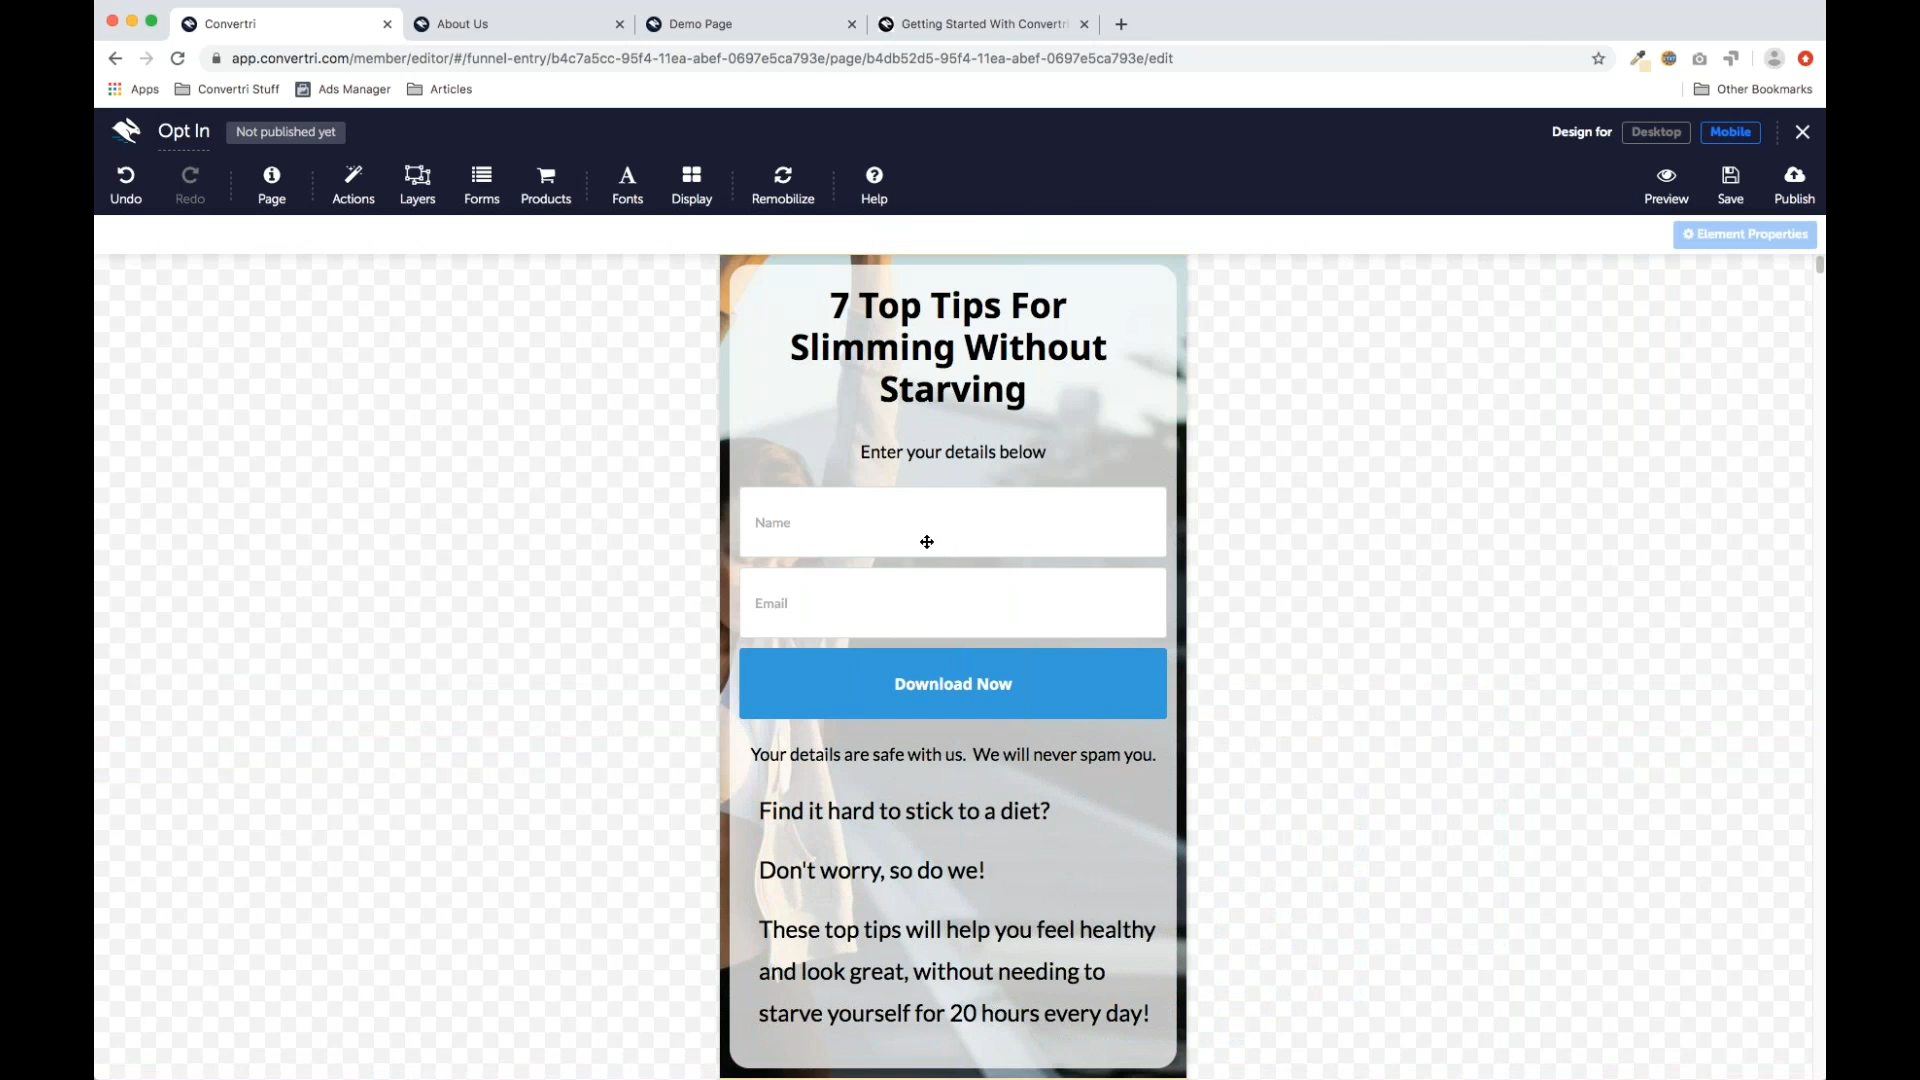 Convertri
About Us
Demo Page
Getting Started With Convertri
app.convertri.com/member/editor/#/funnel-entry/b4c7a5cc-95f4-11ea-abef-0697e5ca793e/page/b4db52d5-95f4-11ea-abef-0697e5ca793e/edit
Apps
Convertri Stuff
Ads Manager
Articles
Other Bookmarks
Opt In
Not published yet
Design for
Desktop
Mobile
Undo
Redo
Page
Actions
Layers
Forms
Products
Fonts
Display
Remobilize
Help
Preview
Save
Publish
Element Properties
7 Top Tips For
Slimming Without
Starving
Enter your details below
Name
Email
Download Now
Your details are safe with us. We will never spam you.
Find it hard to stick to a diet?
Don't worry, so do we!
These top tips will help you feel healthy
and look great, without needing to
starve yourself for 20 hours every day!